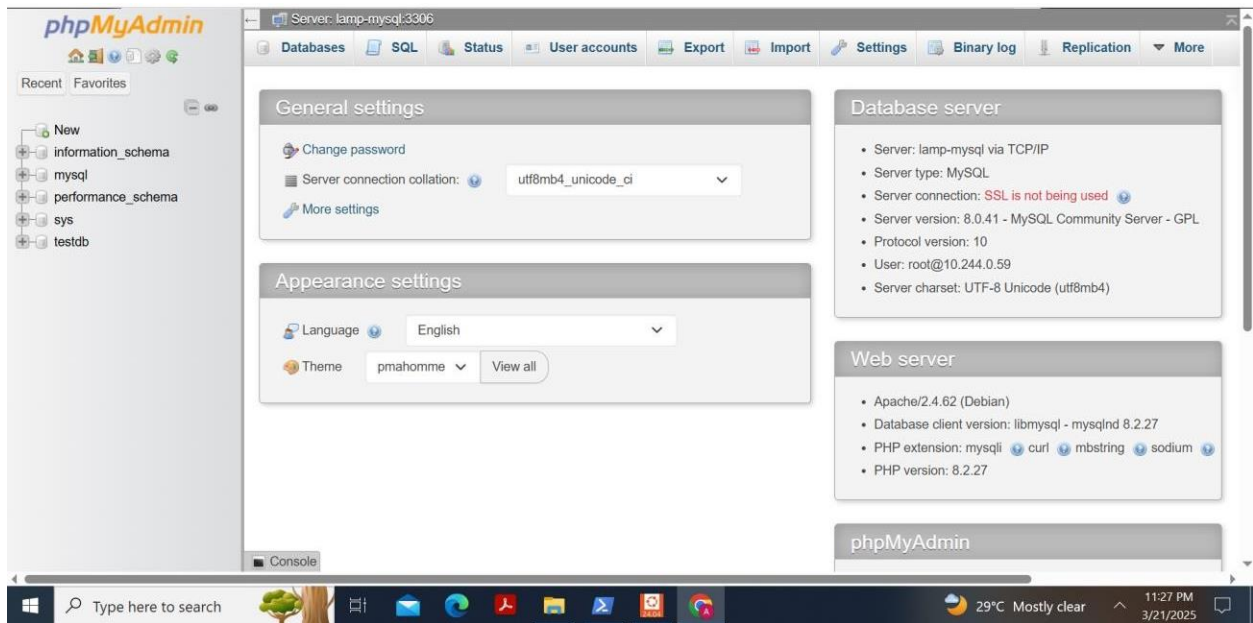 phpMyAdmin
Recent Favorites
New
information_schema
mysql
performance_schema
sys
testdb
Server: lamp-mysql:3306
Databases SQL Status User accounts Export Import Settings Binary log Replication More
General settings
Change password
Server connection collation: utf8mb4_unicode_ci
More settings
Appearance settings
Language English
Theme pmahomme View all
Database server
Server: lamp-mysql via TCP/IP
Server type: MySQL
Server connection: SSL is not being used
Server version: 8.0.41 - MySQL Community Server - GPL
Protocol version: 10
User: root@10.244.0.59
Server charset: UTF-8 Unicode (utf8mb4)
Web server
Apache/2.4.62 (Debian)
Database client version: libmysql - mysqlnd 8.2.27
PHP extension: mysqli curl mbstring sodium
PHP version: 8.2.27
phpMyAdmin
Console
Type here to search
24.04
29°C Mostly clear
11:27 PM
3/21/2025